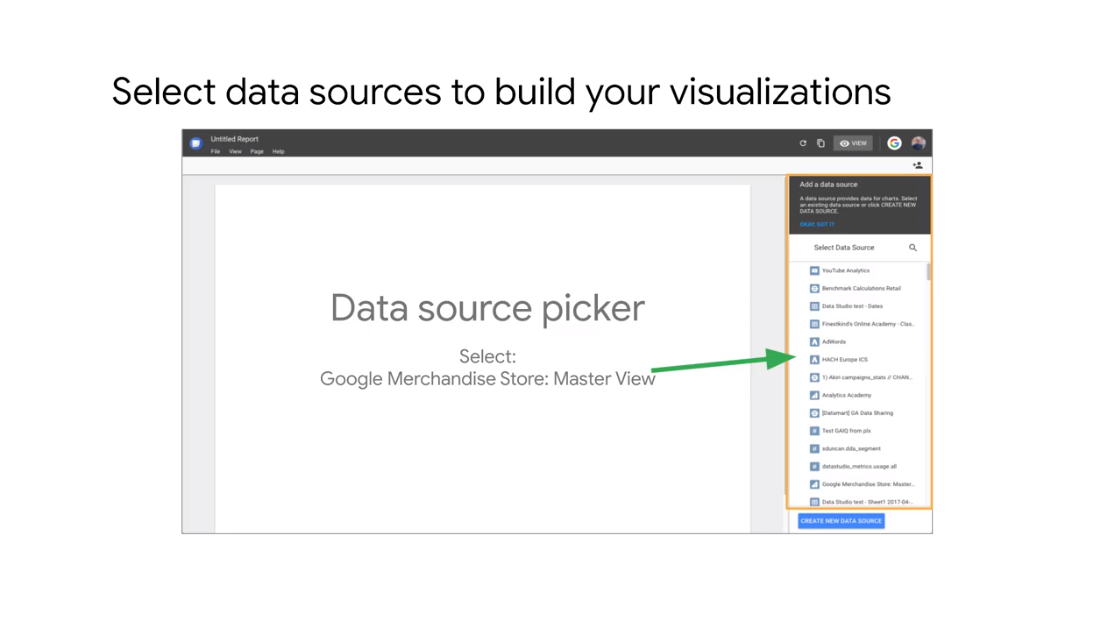 Select data sources to build your visualizations
Untitled Report
File View Page Help
VIEW
Add a data source
A data source provides data for charts. Select
an existing data source or click CREATE NEW
DATA SOURCE.
OKAY, GOT IT
Select Data Source
YouTube Analytics
Benchmark Calculations Retail
Data Studio test - Dates
Finestkind's Online Academy - Clas..
AdWords
HACH Europe ICS
1) Akiri campaigns_stats // CHAN...
Analytics Academy
[Datamart] GA Data Sharing
Test GAIQ from plx
eduncan.dda_segment
datastudio_metrics.usage.all
Google Merchandise Store: Master...
Data Studio test - Sheet1 2017-04-...
CREATE NEW DATA SOURCE
Data source picker
Select:
Google Merchandise Store: Master View